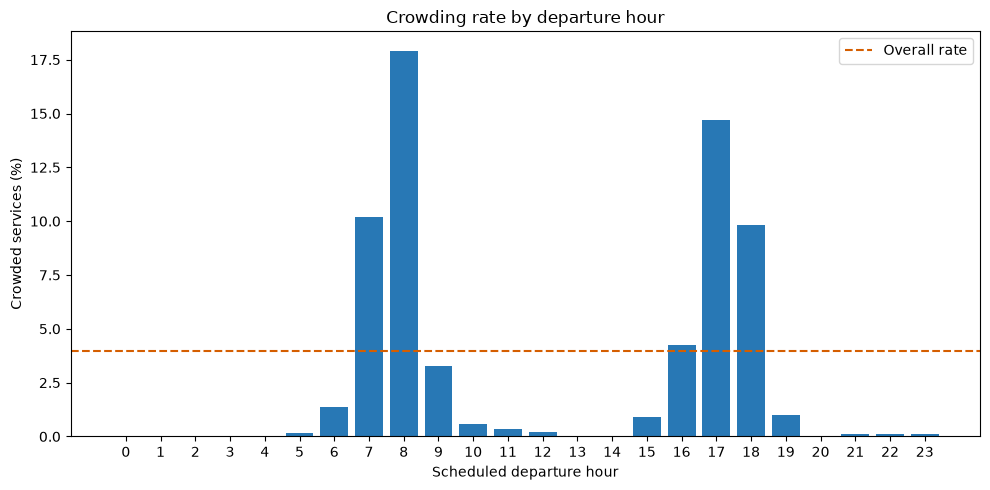 Crowding rate by departure hour
Overall rate
Crowded services (%)
17.5
15.0
12.5
10.0
7.5
5.0
2.5
0.0
0 1 2 3 4 5 6 7 8 9 10 11 12 13 14 15 16 17 18 19 20 21 22 23
Scheduled departure hour